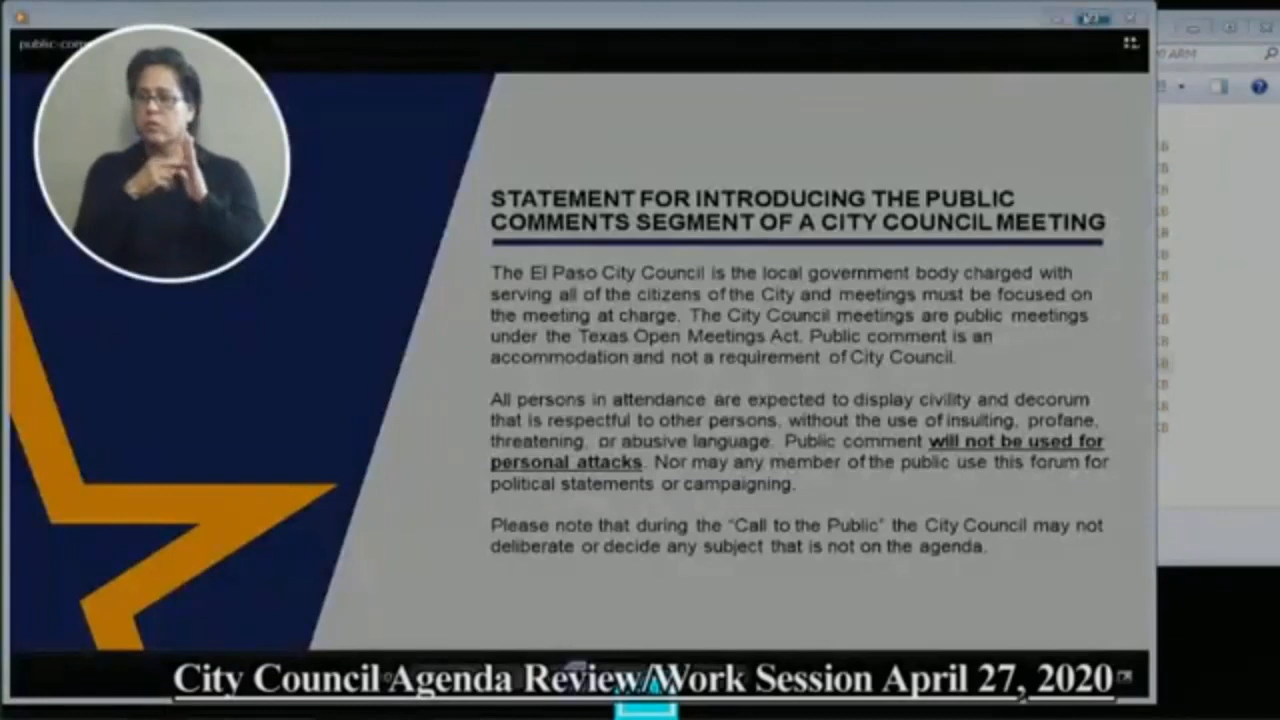 STATEMENT FOR INTRODUCING THE PUBLIC
COMMENTS SEGMENT OF A CITY COUNCIL MEETING
The El Paso City Council is the local government body charged with
serving all of the citizens of the City and meetings must be focused on
the meeting at charge. The City Council meetings are public meetings
under the Texas Open Meetings Act. Public comment is an
accommodation and not a requirement of City Council.
All persons in attendance are expected to display civility and decorum
that is respectful to other persons, without the use of insulting, profane,
threatening, or abusive language. Public comment will not be used for
personal attacks. Nor may any member of the public use this forum for
political statements or campaigning.
Please note that during the "Call to the Public" the City Council may not
deliberate or decide any subject that is not on the agenda.
City Council Agenda Review/Work Session April 27, 2020